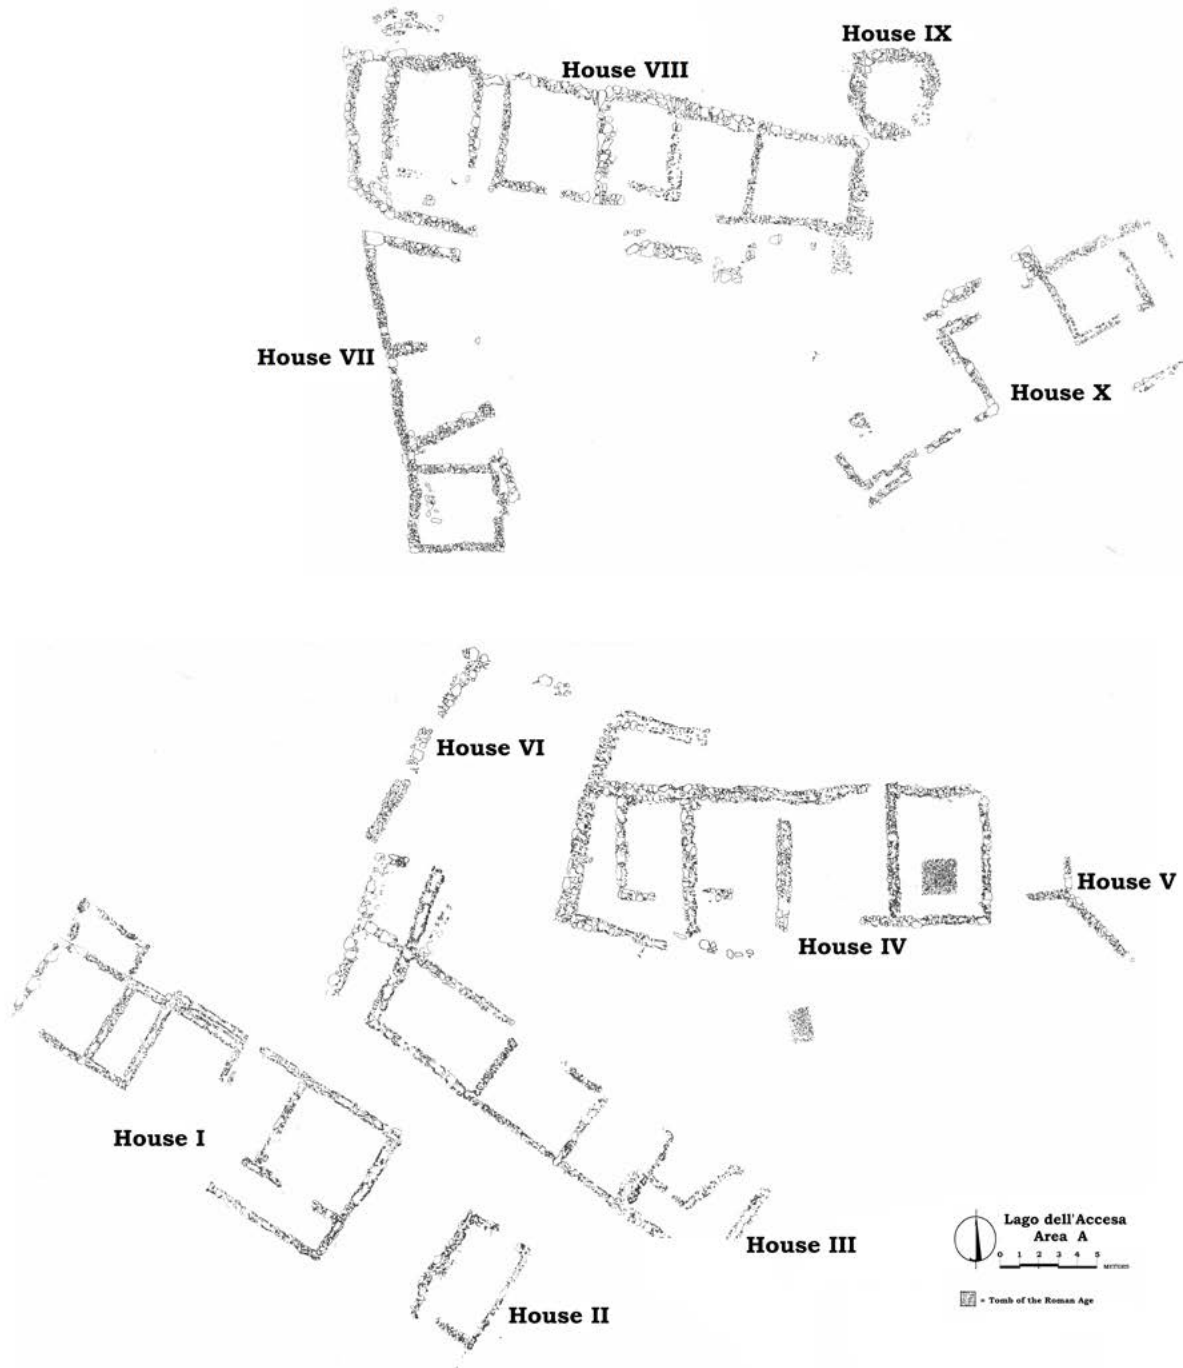 House IX
House VIII
House VII
House X
House VI
House V
House IV
House I
House III
House II
Lago dell'Accesa
Area A
0 1 2 3 4 5
METERS
= Tomb of the Roman Age